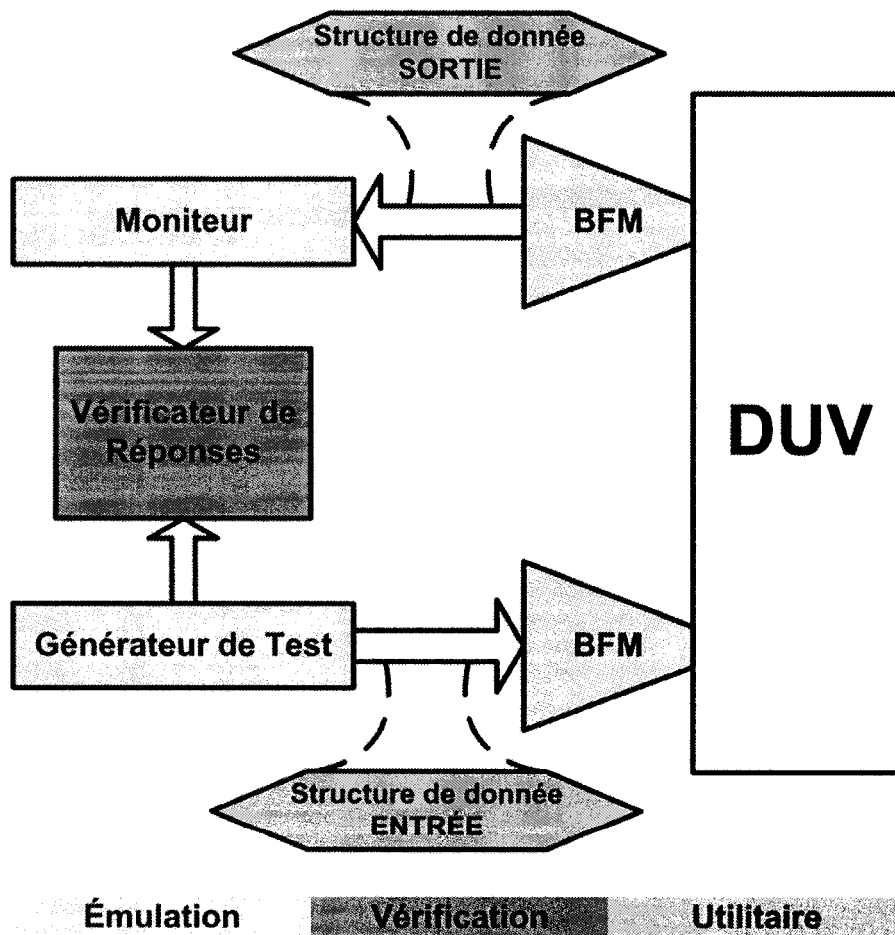 Structure de donnée
SORTIE
Moniteur
BFM
Vérificateur de
Réponses
DUV
Générateur de Test
BFM
Structure de donnée
ENTRÉE
Émulation
Vérification
Utilitaire